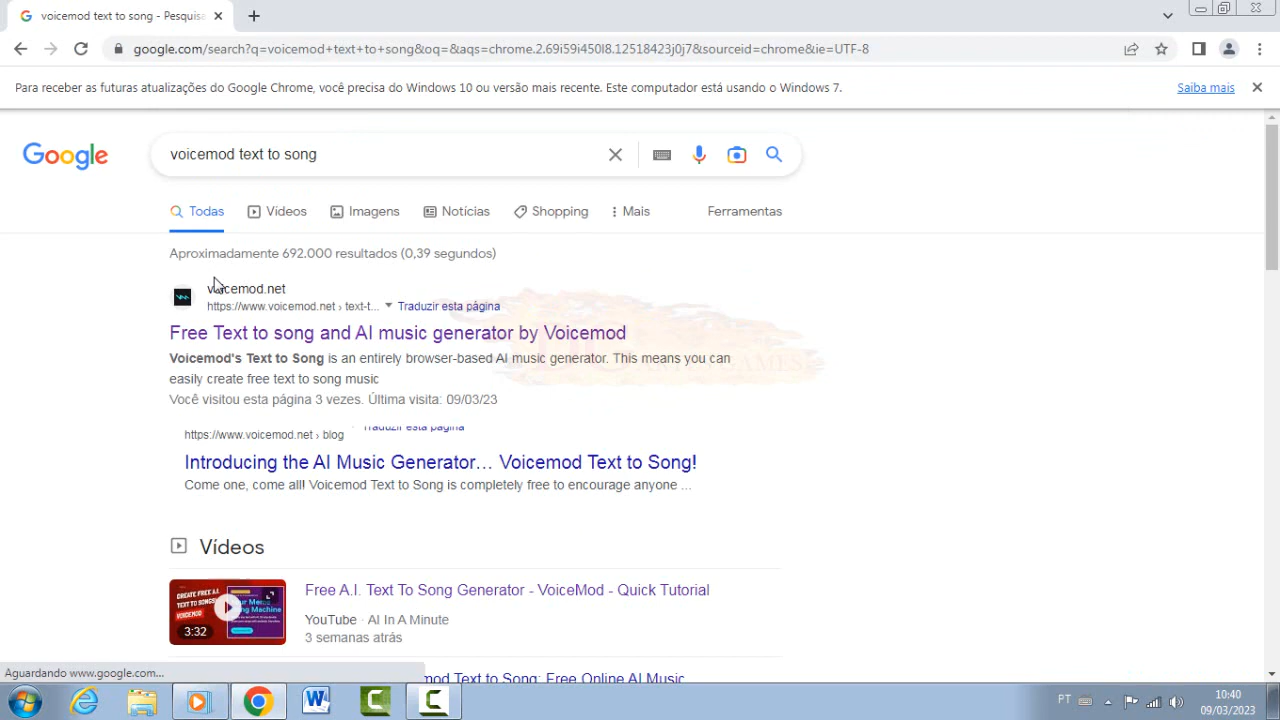 voicemod text to song - Pesquis
google.com/search?q=voicemod+text+to+song&oq=&aqs=chrome.2.69i59i450l8.12518423j0j7&sourceid=chrome&ie=UTF-8
Para receber as futuras atualizações do Google Chrome, você precisa do Windows 10 ou versão mais recente. Este computador está usando o Windows 7.
Saiba mais
Google
voicemod text to song
Todas
Vídeos
Imagens
Notícias
Shopping
Mais
Ferramentas
Aproximadamente 692.000 resultados (0,39 segundos)
voicemod.net
https://www.voicemod.net › text-t... Traduzir esta página
Free Text to song and AI music generator by Voicemod
Voicemod's Text to Song is an entirely browser-based AI music generator. This means you can
easily create free text to song music
Você visitou esta página 3 vezes. Última visita: 09/03/23
https://www.voicemod.net › blog
Traduzir esta página
Introducing the AI Music Generator… Voicemod Text to Song!
Come one, come all! Voicemod Text to Song is completely free to encourage anyone ...
Vídeos
CREATE FREE A.I.
TEXT TO SONGS!
VOICEMOD
3:32
Free A.I. Text To Song Generator - VoiceMod - Quick Tutorial
YouTube · AI In A Minute
3 semanas atrás
mod Text to Song: Free Online AI Music
Aguardando www.google.com...
PT
10:40
09/03/2023